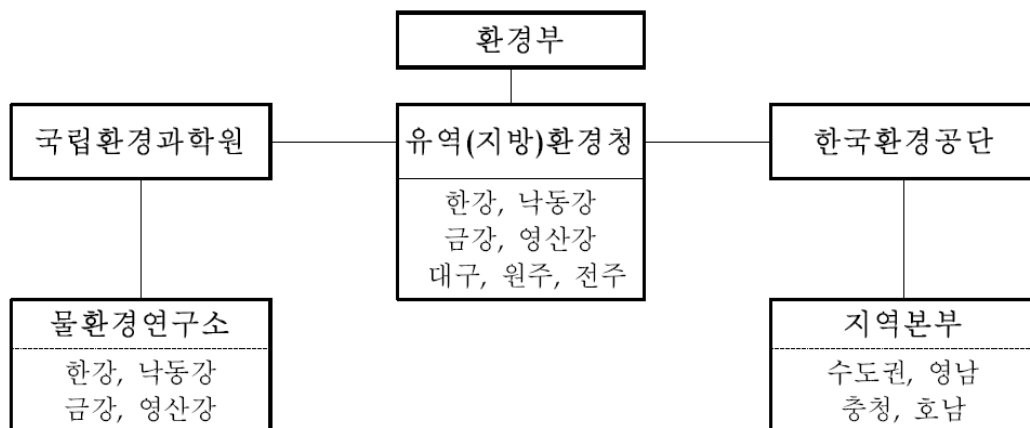 환경부
국립환경과학원
유역(지방)환경청
한국환경공단
한강, 낙동강
금강, 영산강
대구, 원주, 전주
물환경연구소
한강, 낙동강
금강, 영산강
지역본부
수도권, 영남
충청, 호남